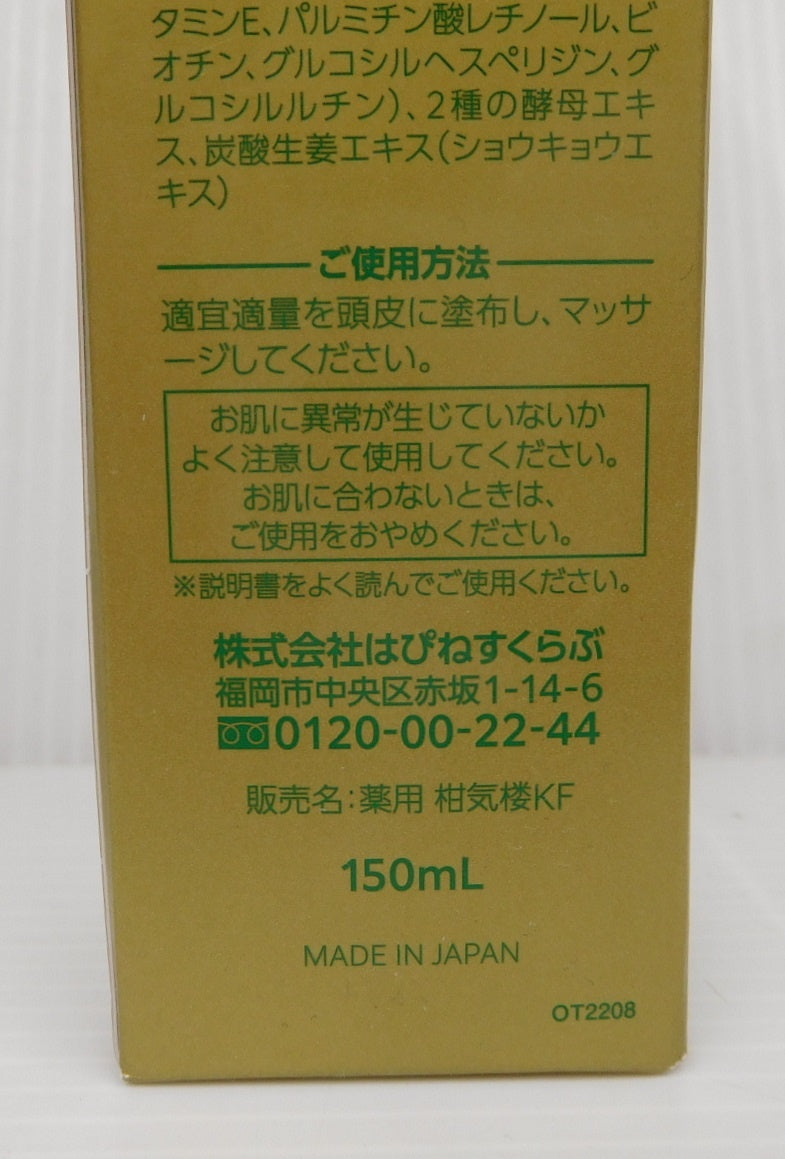 タミンE、パルミチン酸レチノール、ビ
オチン、グルコシルヘスペリジン、グ
ルコシルルチン)、2種の酵母エキ
ス、炭酸生姜エキス(ショウキョウエ
キス)
ご使用方法
適宜適量を頭皮に塗布し、マッサ
ージしてください。
お肌に異常が生じていないか
よく注意して使用してください。
お肌に合わないときは、
ご使用をおやめください。
※説明書をよく読んでご使用ください。
株式会社はぴねすくらぶ
福岡市中央区赤坂1-14-6
0120-00-22-44
販売名:薬用 柑気楼KF
150mL
MADE IN JAPAN
OT2208